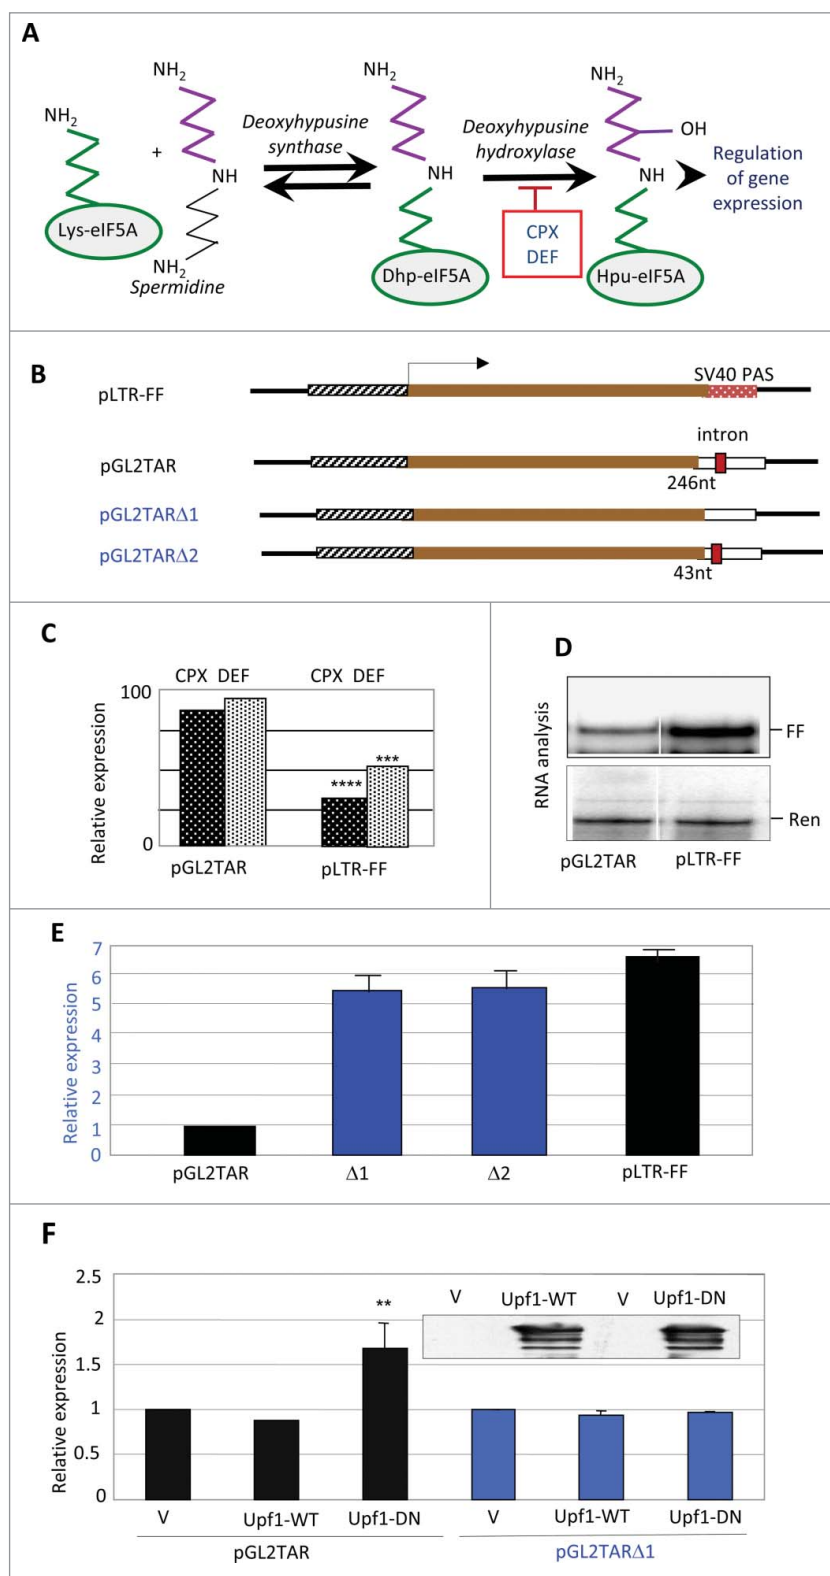 A
NH2
NH2
NH2
NH2
Deoxyhypusine
synthase
Deoxyhypusine
hydroxylase
+
NH
NH
OH
NH
Regulation
of gene
expression
Lys-eIF5A
NH2
Spermidine
CPX
DEF
Dhp-eIF5A
Hpu-eIF5A
B
pLTR-FF
SV40 PAS
intron
pGL2TAR
246nt
pGL2TARΔ1
pGL2TARΔ2
43nt
C
CPX DEF
CPX DEF
100
Relative expression
****
***
0
pGL2TAR
pLTR-FF
D
RNA analysis
FF
Ren
pGL2TAR
pLTR-FF
E
Relative expression
7
6
5
4
3
2
1
0
pGL2TAR
Δ1
Δ2
pLTR-FF
F
Relative expression
2.5
2
1.5
1
0.5
0
**
V
Upf1-WT
V
Upf1-DN
V
Upf1-WT
Upf1-DN
V
Upf1-WT
Upf1-DN
pGL2TAR
pGL2TARΔ1